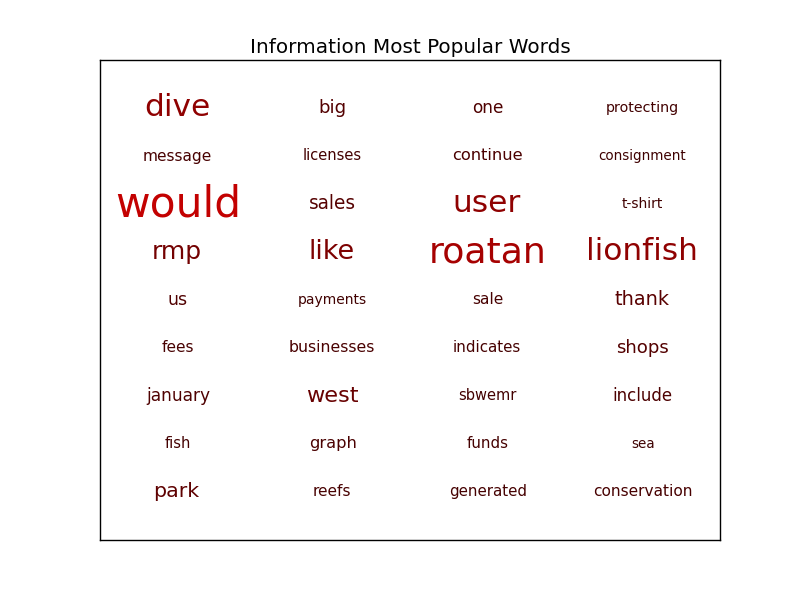 Information Most Popular Words
dive big one protecting
message licenses continue consignment
would sales user t-shirt
rmp like roatan lionfish
us payments sale thank
fees businesses indicates shops
january west sbwemr include
fish graph funds sea
park reefs generated conservation